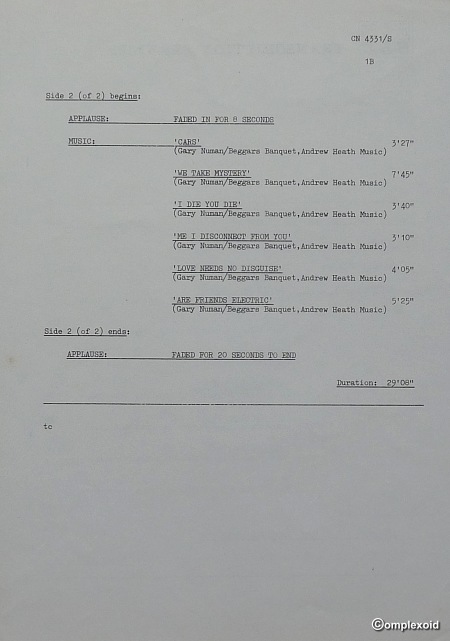 CN 4331/S
1B
Side 2 (of 2) begins:
APPLAUSE: FADED IN FOR 8 SECONDS
MUSIC: 'CARS' 3'27"
(Gary Numan/Beggars Banquet,Andrew Heath Music)
'WE TAKE MYSTERY' 7'45"
(Gary Numan/Beggars Banquet,Andrew Heath Music)
'I DIE YOU DIE' 3'40"
(Gary Numan/Beggars Banquet,Andrew Heath Music)
'ME I DISCONNECT FROM YOU' 3'10"
(Gary Numan/Beggars Banquet,Andrew Heath Music)
'LOVE NEEDS NO DISGUISE' 4'05"
(Gary Numan/Beggars Banquet,Andrew Heath Music)
'ARE FRIENDS ELECTRIC' 5'25"
(Gary Numan/Beggars Banquet,Andrew Heath Music)
Side 2 (of 2) ends:
APPLAUSE: FADED FOR 20 SECONDS TO END
Duration: 29'08"
tc
©omplexoid